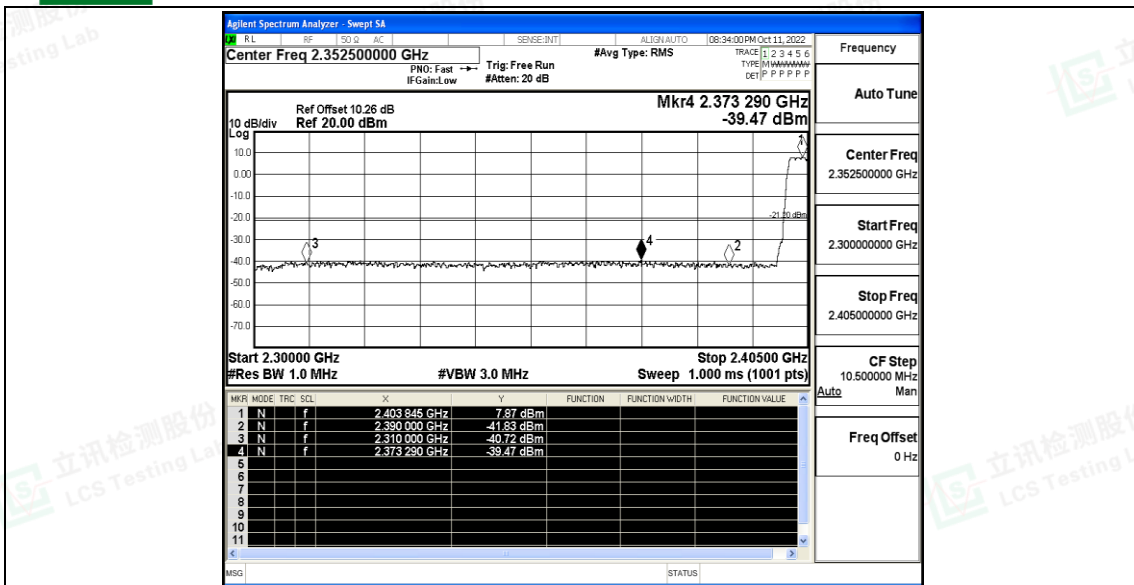 Agilent Spectrum Analyzer - Swept SA
RL RF 50 Ω AC SENSE:INT ALIGNAUTO 08:34:00PM Oct 11, 2022
Center Freq 2.352500000 GHz #Avg Type: RMS TRACE 1 2 3 4 5 6
PNO: Fast Trig: Free Run TYPE MWWWWW
IFGain:Low #Atten: 20 dB DET P P P P P P
Frequency
Auto Tune
Center Freq
2.352500000 GHz
Start Freq
2.300000000 GHz
Stop Freq
2.405000000 GHz
CF Step
10.500000 MHz
Auto Man
Freq Offset
0 Hz
Mkr4 2.373 290 GHz
-39.47 dBm
Ref Offset 10.26 dB
10 dB/div Ref 20.00 dBm
Log
10.0
0.00
-10.0
-20.0
-30.0
-40.0
-50.0
-60.0
-70.0
1
-21.20 dBm
3
4
2
Start 2.30000 GHz Stop 2.40500 GHz
#Res BW 1.0 MHz #VBW 3.0 MHz Sweep 1.000 ms (1001 pts)
MKR MODE TRC SCL X Y FUNCTION FUNCTION WIDTH FUNCTION VALUE
1 N f 2.403 845 GHz 7.87 dBm
2 N f 2.390 000 GHz -41.83 dBm
3 N f 2.310 000 GHz -40.72 dBm
4 N f 2.373 290 GHz -39.47 dBm
5
6
7
8
9
10
11
MSG STATUS
立讯检测股份
LCS Testing Lab
立讯检测股份
LCS Testing L